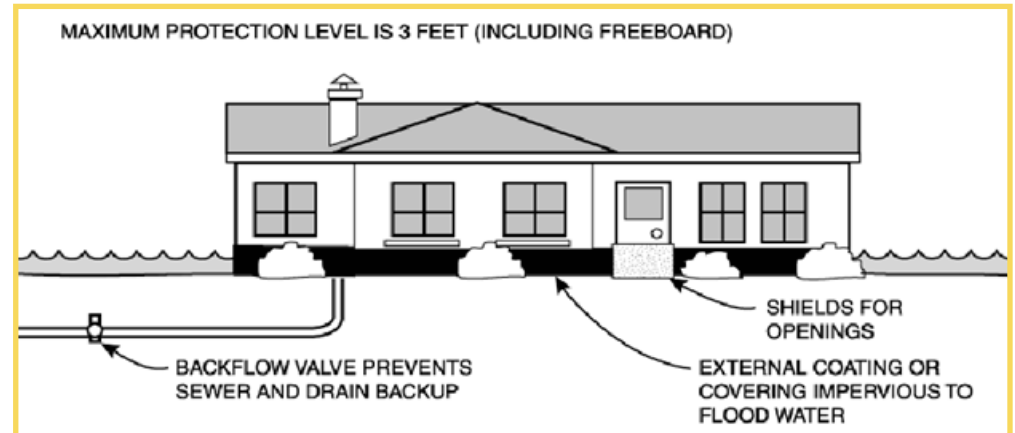 MAXIMUM PROTECTION LEVEL IS 3 FEET (INCLUDING FREEBOARD)
SHIELDS FOR
OPENINGS
BACKFLOW VALVE PREVENTS
SEWER AND DRAIN BACKUP
EXTERNAL COATING OR
COVERING IMPERVIOUS TO
FLOOD WATER